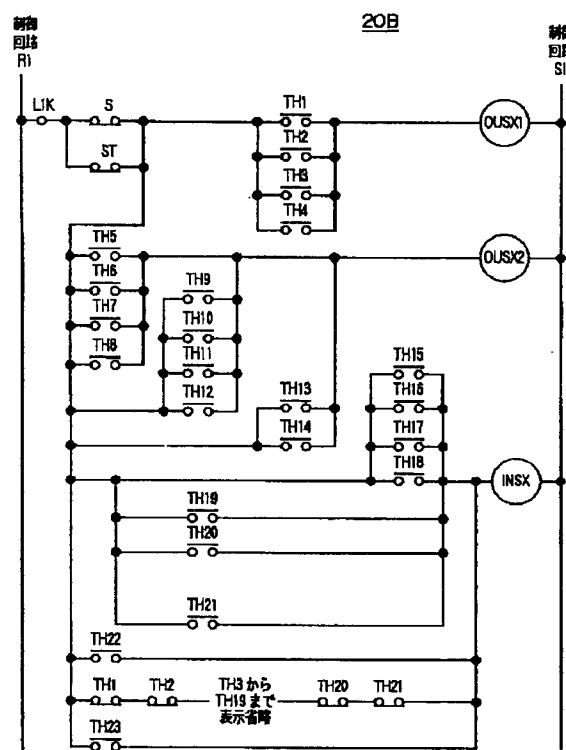 20B
制御
回路
R1
制御
回路
S1
L1K
S
ST
TH1
TH2
TH3
TH4
OUSX1
TH5
TH6
TH7
TH8
OUSX2
TH9
TH10
TH11
TH12
TH13
TH14
TH15
TH16
TH17
TH18
INSX
TH19
TH20
TH21
TH22
TH1
TH2
TH3から
TH19まで
表示省略
TH20
TH21
TH23